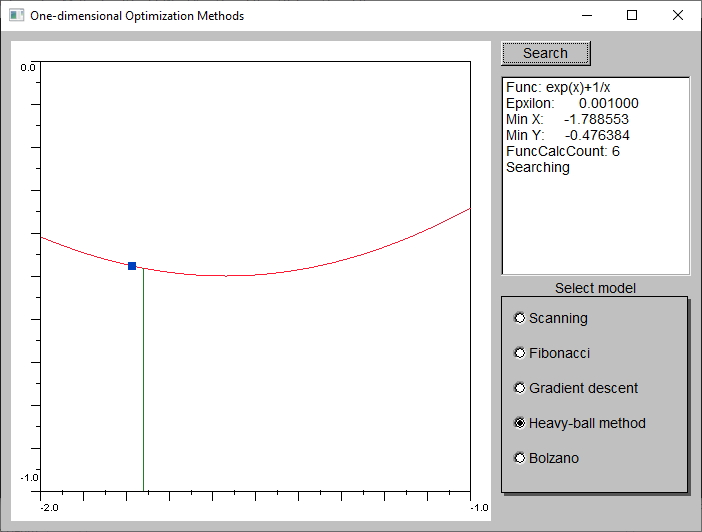 One-dimensional Optimization Methods
0.0
-1.0
-2.0
-1.0
Search
Func: exp(x)+1/x
Epxilon: 0.001000
Min X: -1.788553
Min Y: -0.476384
FuncCalcCount: 6
Searching
Select model
Scanning
Fibonacci
Gradient descent
Heavy-ball method
Bolzano